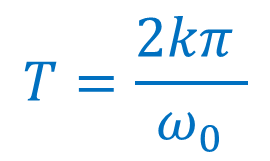 T = 2kπ / ω₀